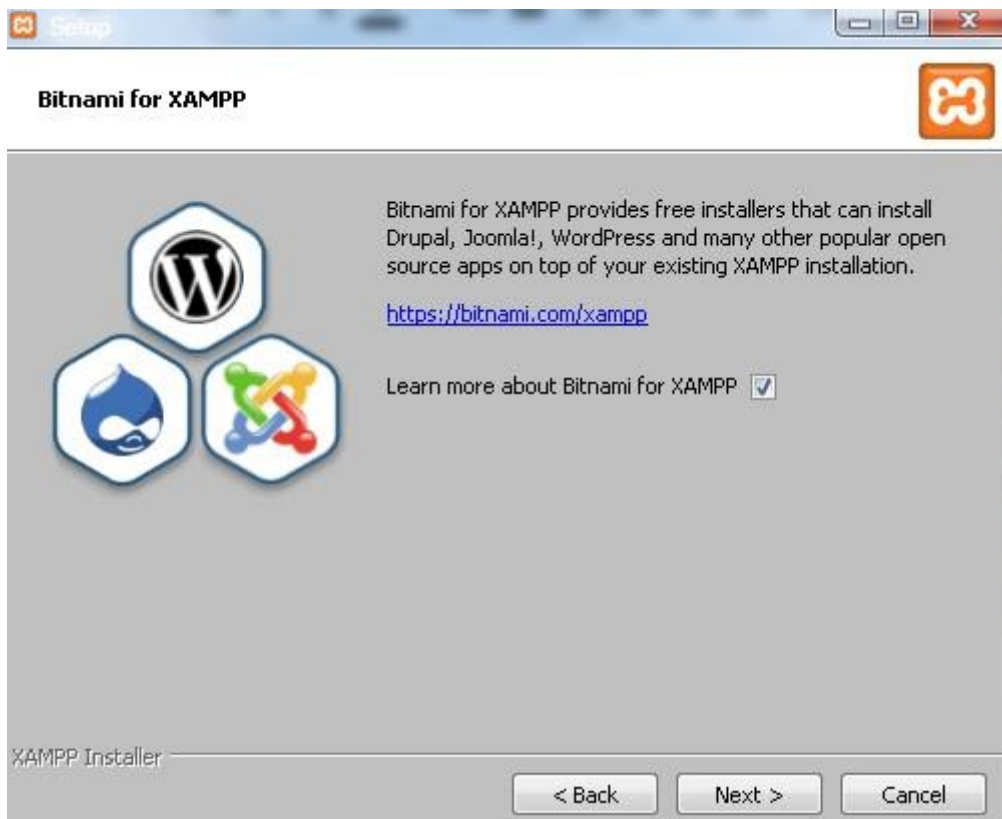 Setup
Bitnami for XAMPP
Bitnami for XAMPP provides free installers that can install
Drupal, Joomla!, WordPress and many other popular open
source apps on top of your existing XAMPP installation.
https://bitnami.com/xampp
Learn more about Bitnami for XAMPP
XAMPP Installer
< Back
Next >
Cancel